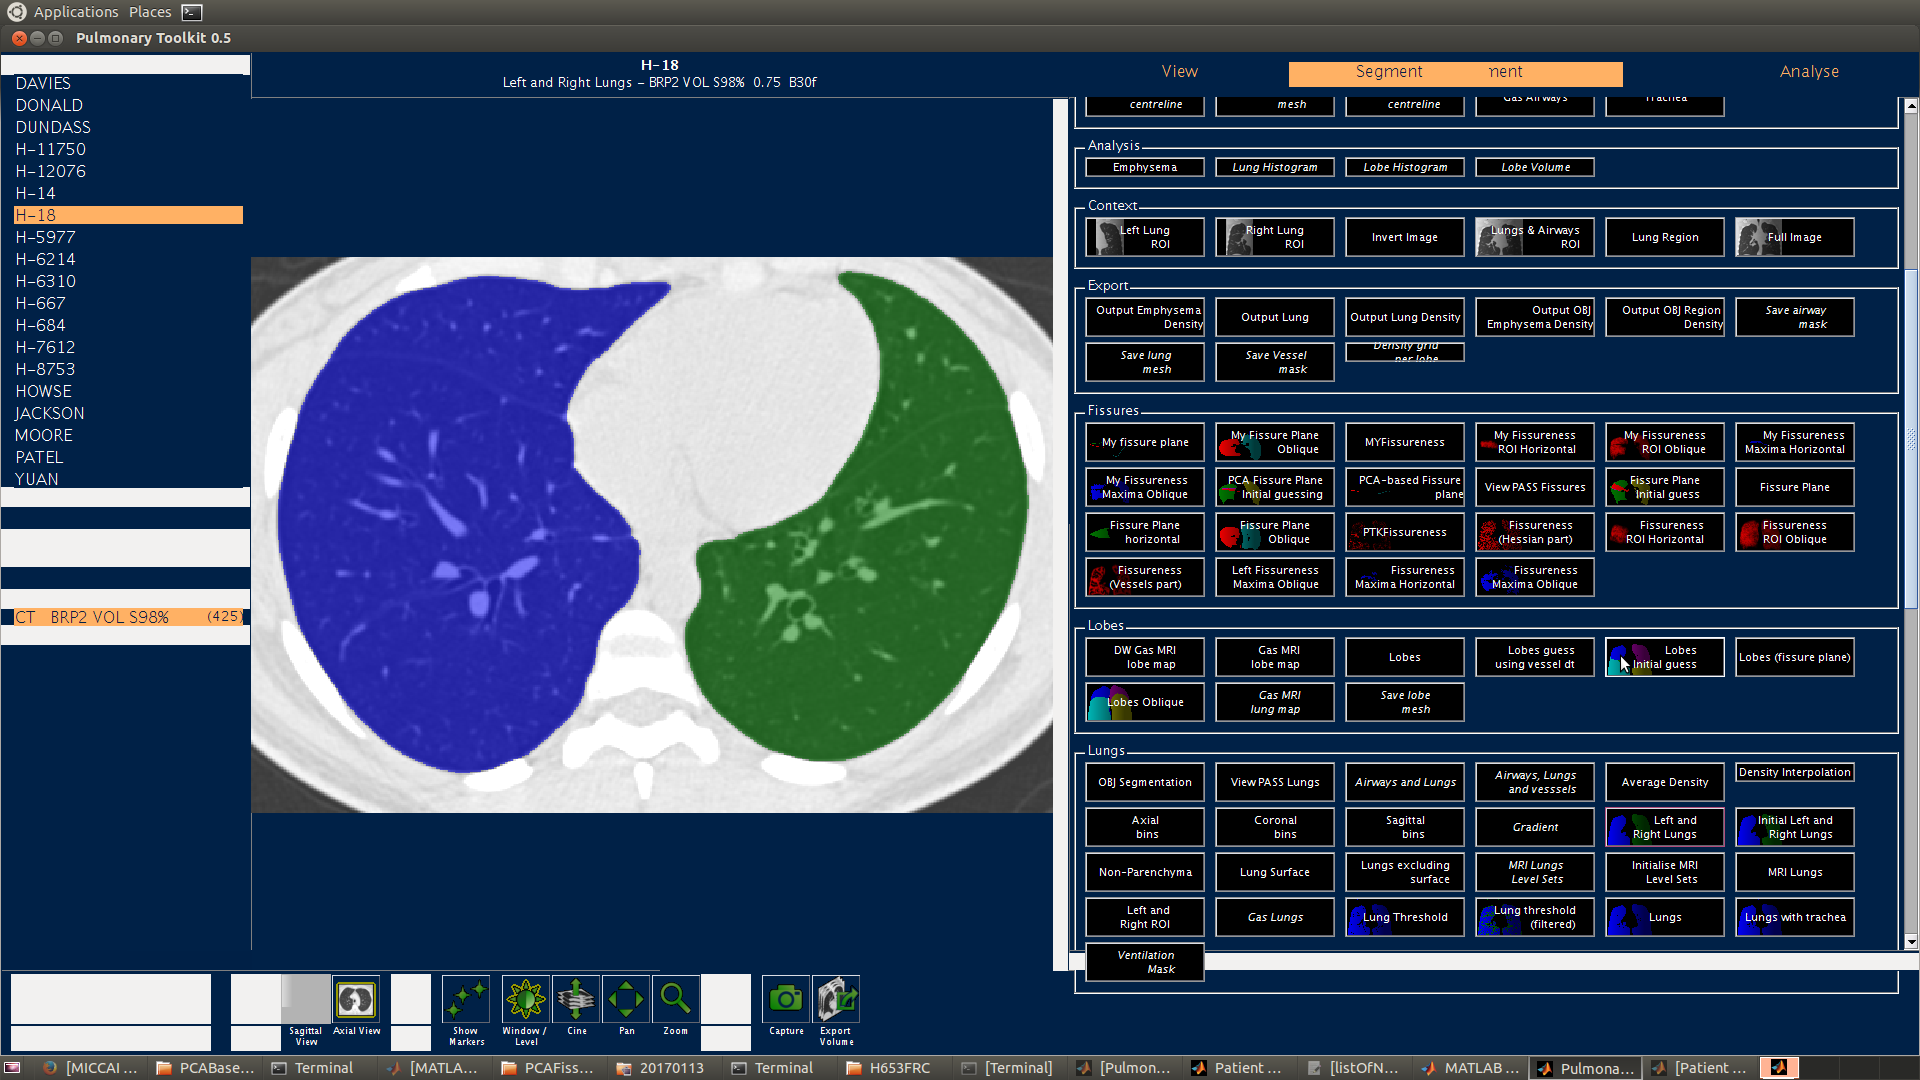 Applications Places
Pulmonary Toolkit 0.5
DAVIES
DONALD
DUNDASS
H-11750
H-12076
H-14
H-18
H-5977
H-6214
H-6310
H-667
H-684
H-7612
H-8753
HOWSE
JACKSON
MOORE
PATEL
YUAN
CT BRP2 VOL S98% (425)
H-18
Left and Right Lungs – BRP2 VOL S98% 0.75 B30f
View
Segment
ment
Analyse
centreline
mesh
centreline
Gas Airways
Trachea
Analysis
Emphysema
Lung Histogram
Lobe Histogram
Lobe Volume
Context
Left Lung
ROI
Right Lung
ROI
Invert Image
Lungs & Airways
ROI
Lung Region
Full Image
Export
Output Emphysema
Density
Output Lung
Output Lung Density
Output OBJ
Emphysema Density
Output OBJ Region
Density
Save airway
mask
Save lung
mesh
Save Vessel
mask
Density grid
per lobe
Fissures
My fissure plane
My Fissure Plane
Oblique
MYFissureness
My Fissureness
ROI Horizontal
My Fissureness
ROI Oblique
My Fissureness
Maxima Horizontal
My Fissureness
Maxima Oblique
PCA Fissure Plane
Initial guessing
PCA-based Fissure
plane
View PASS Fissures
Fissure Plane
Initial guess
Fissure Plane
Fissure Plane
horizontal
Fissure Plane
Oblique
PTKFissureness
Fissureness
(Hessian part)
Fissureness
ROI Horizontal
Fissureness
ROI Oblique
Fissureness
(Vessels part)
Left Fissureness
Maxima Oblique
Fissureness
Maxima Horizontal
Fissureness
Maxima Oblique
Lobes
DW Gas MRI
lobe map
Gas MRI
lobe map
Lobes
Lobes guess
using vessel dt
Lobes
Initial guess
Lobes (fissure plane)
Lobes Oblique
Gas MRI
lung map
Save lobe
mesh
Lungs
OBJ Segmentation
View PASS Lungs
Airways and Lungs
Airways, Lungs
and vesssels
Average Density
Density Interpolation
Axial
bins
Coronal
bins
Sagittal
bins
Gradient
Left and
Right Lungs
Initial Left and
Right Lungs
Non-Parenchyma
Lung Surface
Lungs excluding
surface
MRI Lungs
Level Sets
Initialise MRI
Level Sets
MRI Lungs
Left and
Right ROI
Gas Lungs
Lung Threshold
Lung threshold
(filtered)
Lungs
Lungs with trachea
Ventilation
Mask
Sagittal
View
Axial View
Show
Markers
Window /
Level
Cine
Pan
Zoom
Capture
Export
Volume
[MICCAI ...
PCABase...
Terminal
[MATLA...
PCAFiss...
20170113
Terminal
H653FRC
[Terminal]
[Pulmon...
Patient ...
[listOfN...
MATLAB ...
Pulmona...
[Patient ...